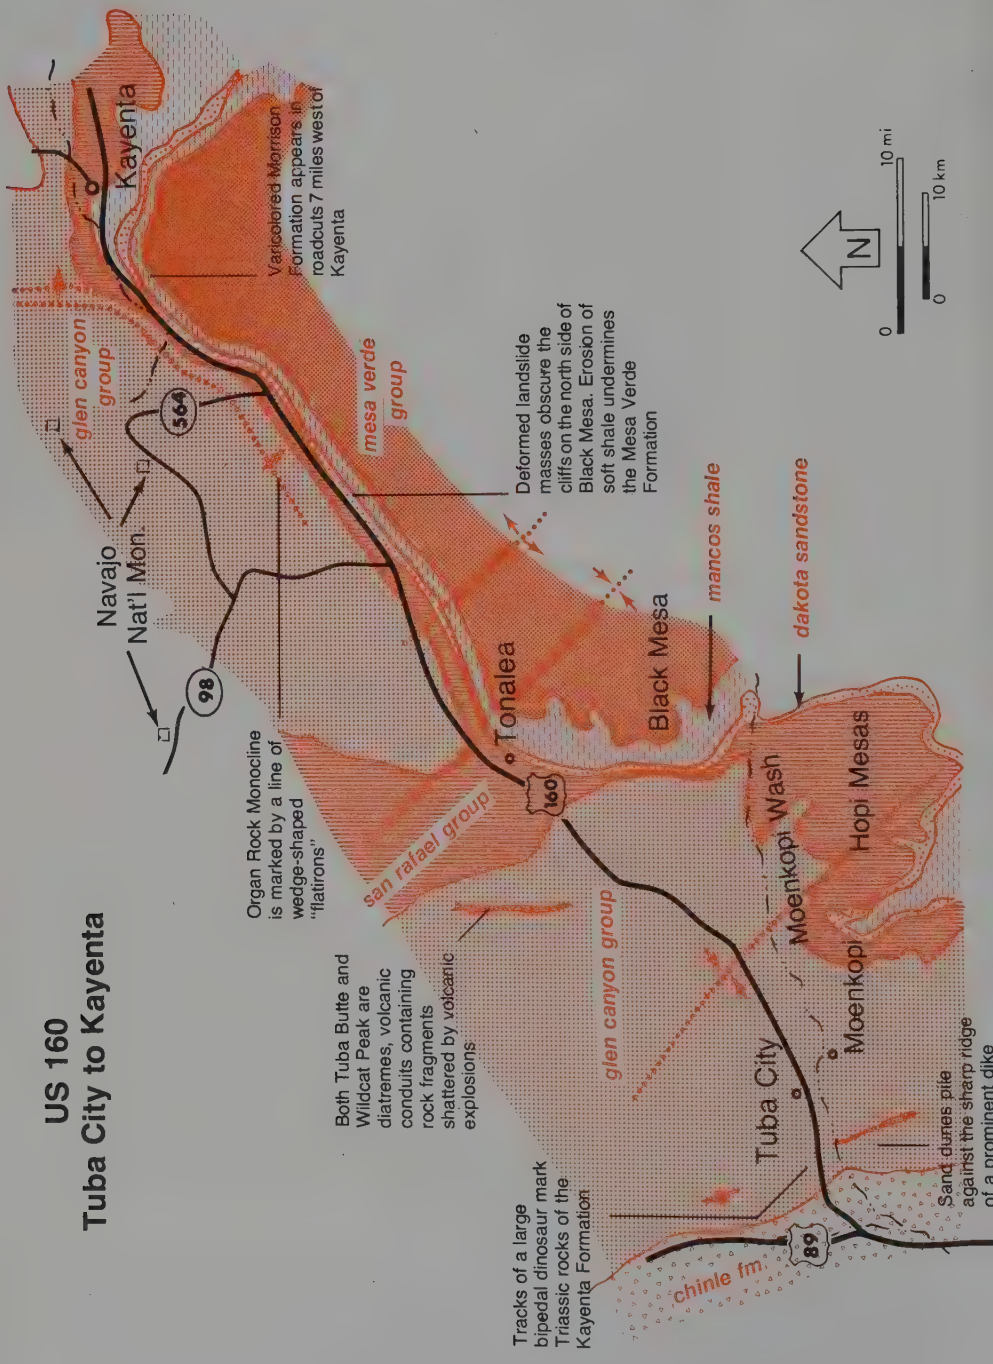 US 160
Tuba City to Kayenta
Kayenta
Varicolored Morrison
Formation appears in
roadcuts 7 miles west of
Kayenta
glen canyon
group
564
Navajo
Nat'l Mon.
98
mesa verde
group
Deformed landslide
masses obscure the
cliffs on the north side of
Black Mesa. Erosion of
soft shale undermines
the Mesa Verde
Formation
N
0
10 mi
0
10 km
Organ Rock Monocline
is marked by a line of
wedge-shaped
"flatirons"
Tonalea
160
san rafael group
Black Mesa
mancos shale
dakota sandstone
Both Tuba Butte and
Wildcat Peak are
diatremes, volcanic
conduits containing
rock fragments
shattered by volcanic
explosions
glen canyon group
Moenkopi Wash
Hopi Mesas
Moenkopi
Tuba City
Tracks of a large
bipedal dinosaur mark
Triassic rocks of the
Kayenta Formation
89
chinle fm
Sand dunes pile
against the sharp ridge
of a prominent dike